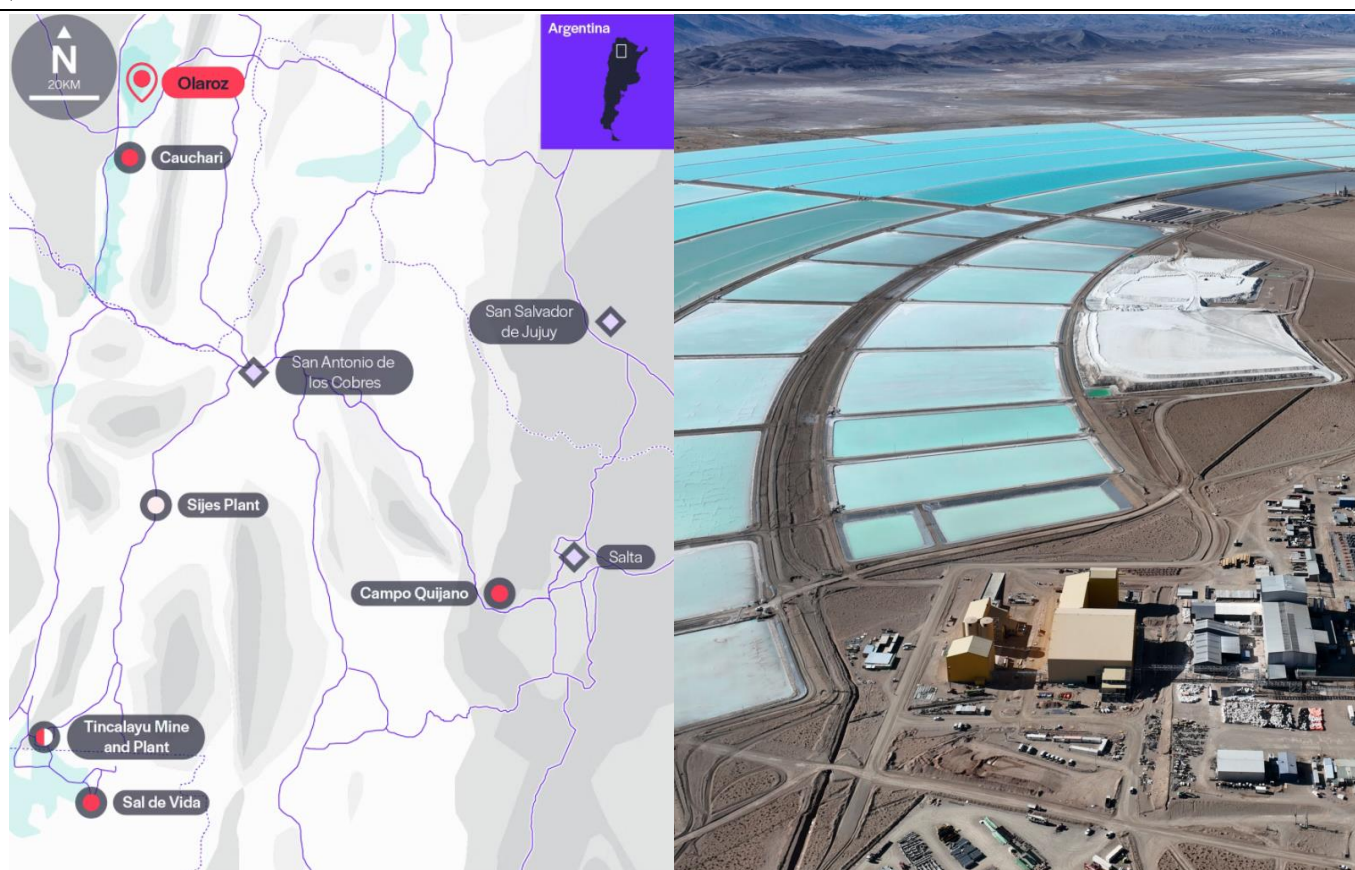 N
20KM
Olaroz
Argentina
Cauchari
San Salvador
de Jujuy
San Antonio de
los Cobres
Sijes Plant
Salta
Campo Quijano
Tincalayu Mine
and Plant
Sal de Vida